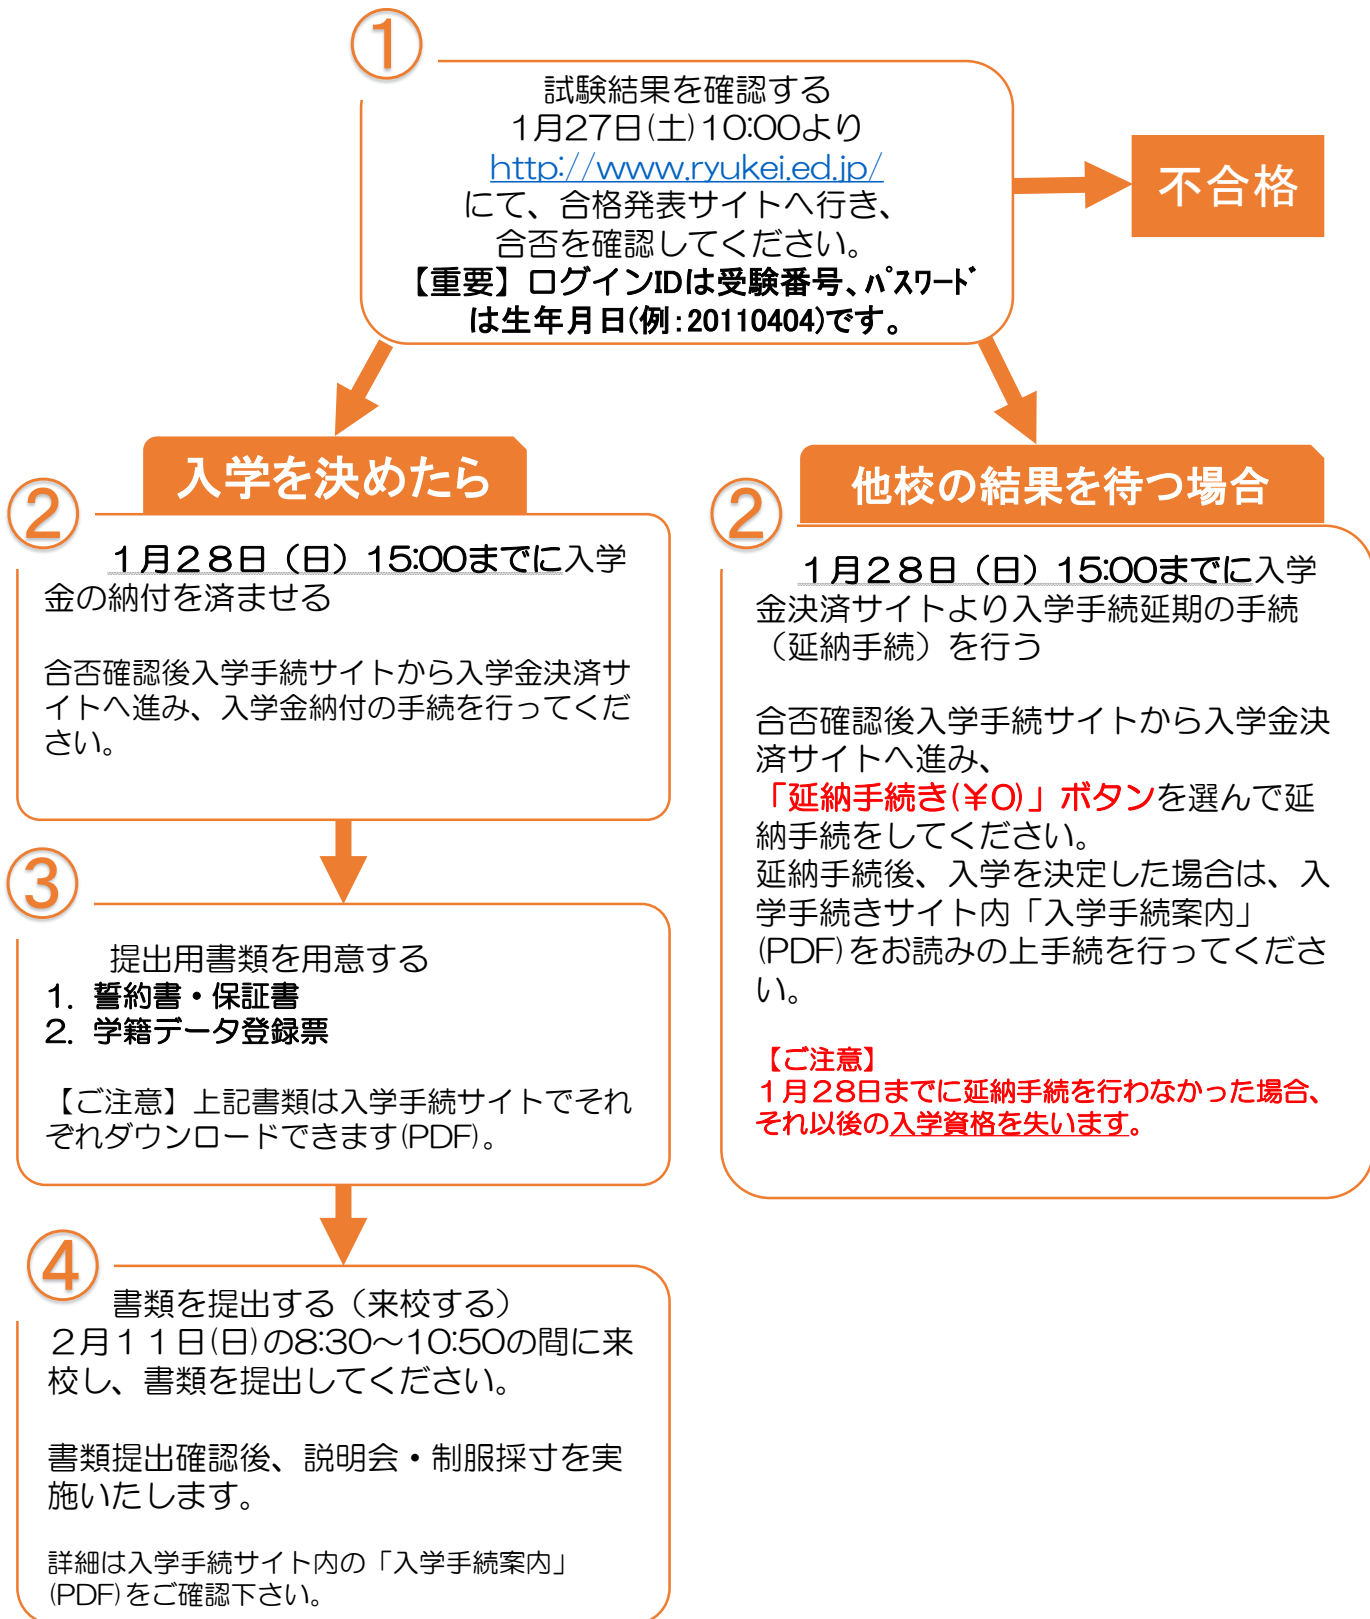 ①
試験結果を確認する
1月27日(土)10:00より
http://www.ryukei.ed.jp/
にて、合格発表サイトへ行き、
合否を確認してください。
【重要】ログインIDは受験番号、ﾊﾟｽﾜｰﾄﾞ
は生年月日(例:20110404)です。
不合格
入学を決めたら
②
１月２８日（日）15:00までに入学
金の納付を済ませる
合否確認後入学手続サイトから入学金決済サ
イトへ進み、入学金納付の手続を行ってくだ
さい。
③
提出用書類を用意する
1. 誓約書・保証書
2. 学籍データ登録票
【ご注意】上記書類は入学手続サイトでそれ
ぞれダウンロードできます(PDF)。
④
書類を提出する（来校する）
２月１１日(日)の8:30～10:50の間に来
校し、書類を提出してください。
書類提出確認後、説明会・制服採寸を実
施いたします。
詳細は入学手続サイト内の「入学手続案内」
(PDF)をご確認下さい。
他校の結果を待つ場合
②
１月２８日（日）15:00までに入学
金決済サイトより入学手続延期の手続
（延納手続）を行う
合否確認後入学手続サイトから入学金決
済サイトへ進み、
「延納手続き(￥0)」ボタンを選んで延
納手続をしてください。
延納手続後、入学を決定した場合は、入
学手続きサイト内「入学手続案内」
(PDF)をお読みの上手続を行ってくださ
い。
【ご注意】
１月２８日までに延納手続を行わなかった場合、
それ以後の入学資格を失います。